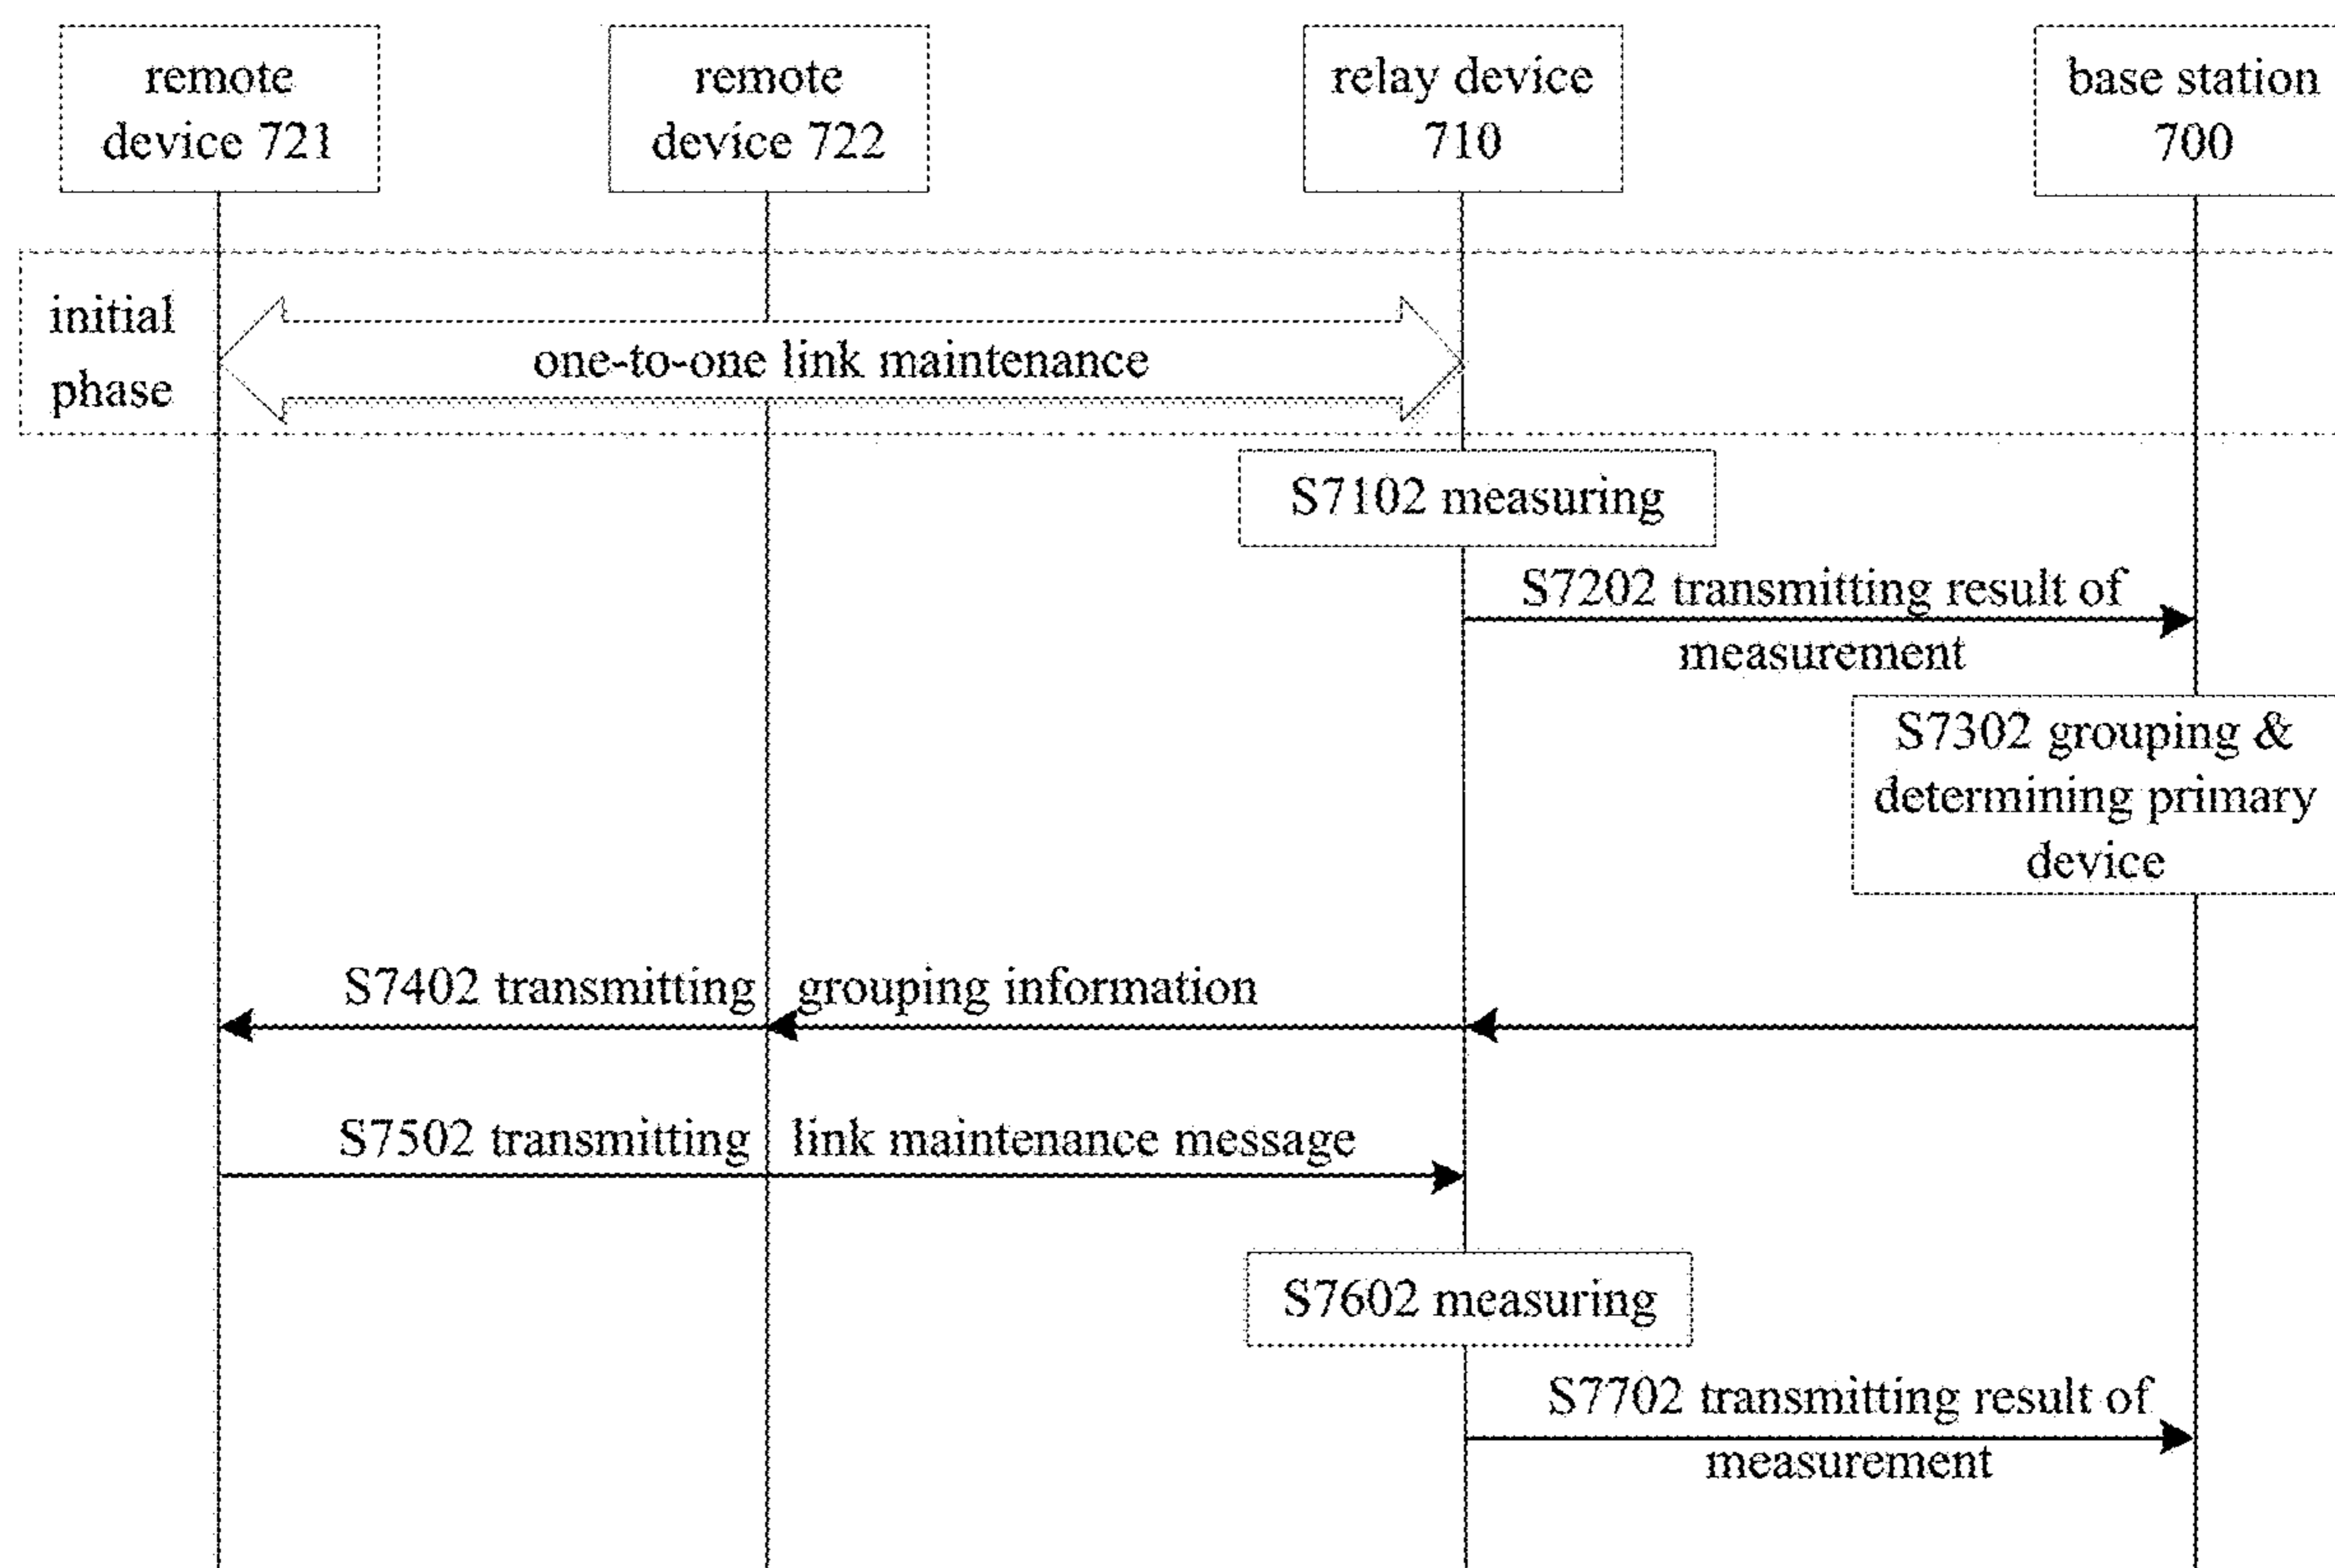 remote
device 721
remote
device 722
relay device
710
base station
700
initial
phase
one-to-one link maintenance
S7102 measuring
S7202 transmitting result of
measurement
S7302 grouping &
determining primary
device
S7402 transmitting grouping information
S7502 transmitting link maintenance message
S7602 measuring
S7702 transmitting result of
measurement